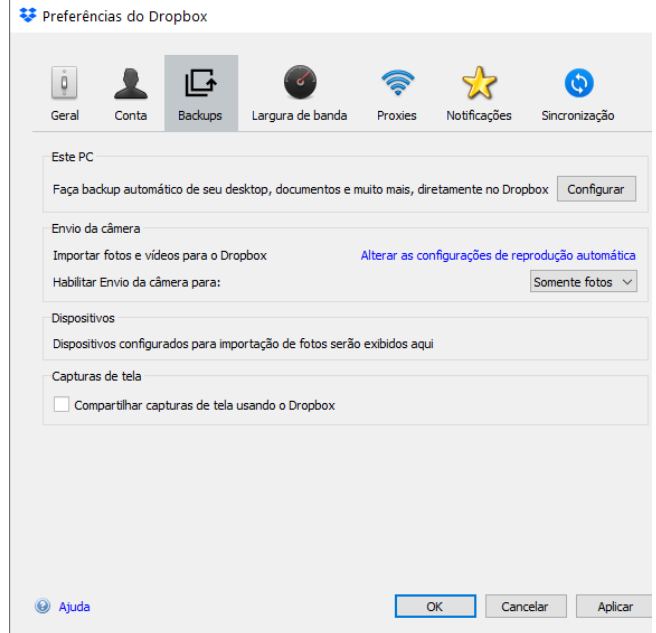 Preferências do Dropbox
Geral Conta Backups Largura de banda Proxies Notificações Sincronização
Este PC
Faça backup automático de seu desktop, documentos e muito mais, diretamente no Dropbox Configurar
Envio da câmera
Importar fotos e vídeos para o Dropbox Alterar as configurações de reprodução automática
Habilitar Envio da câmera para: Somente fotos
Dispositivos
Dispositivos configurados para importação de fotos serão exibidos aqui
Capturas de tela
Compartilhar capturas de tela usando o Dropbox
Ajuda OK Cancelar Aplicar